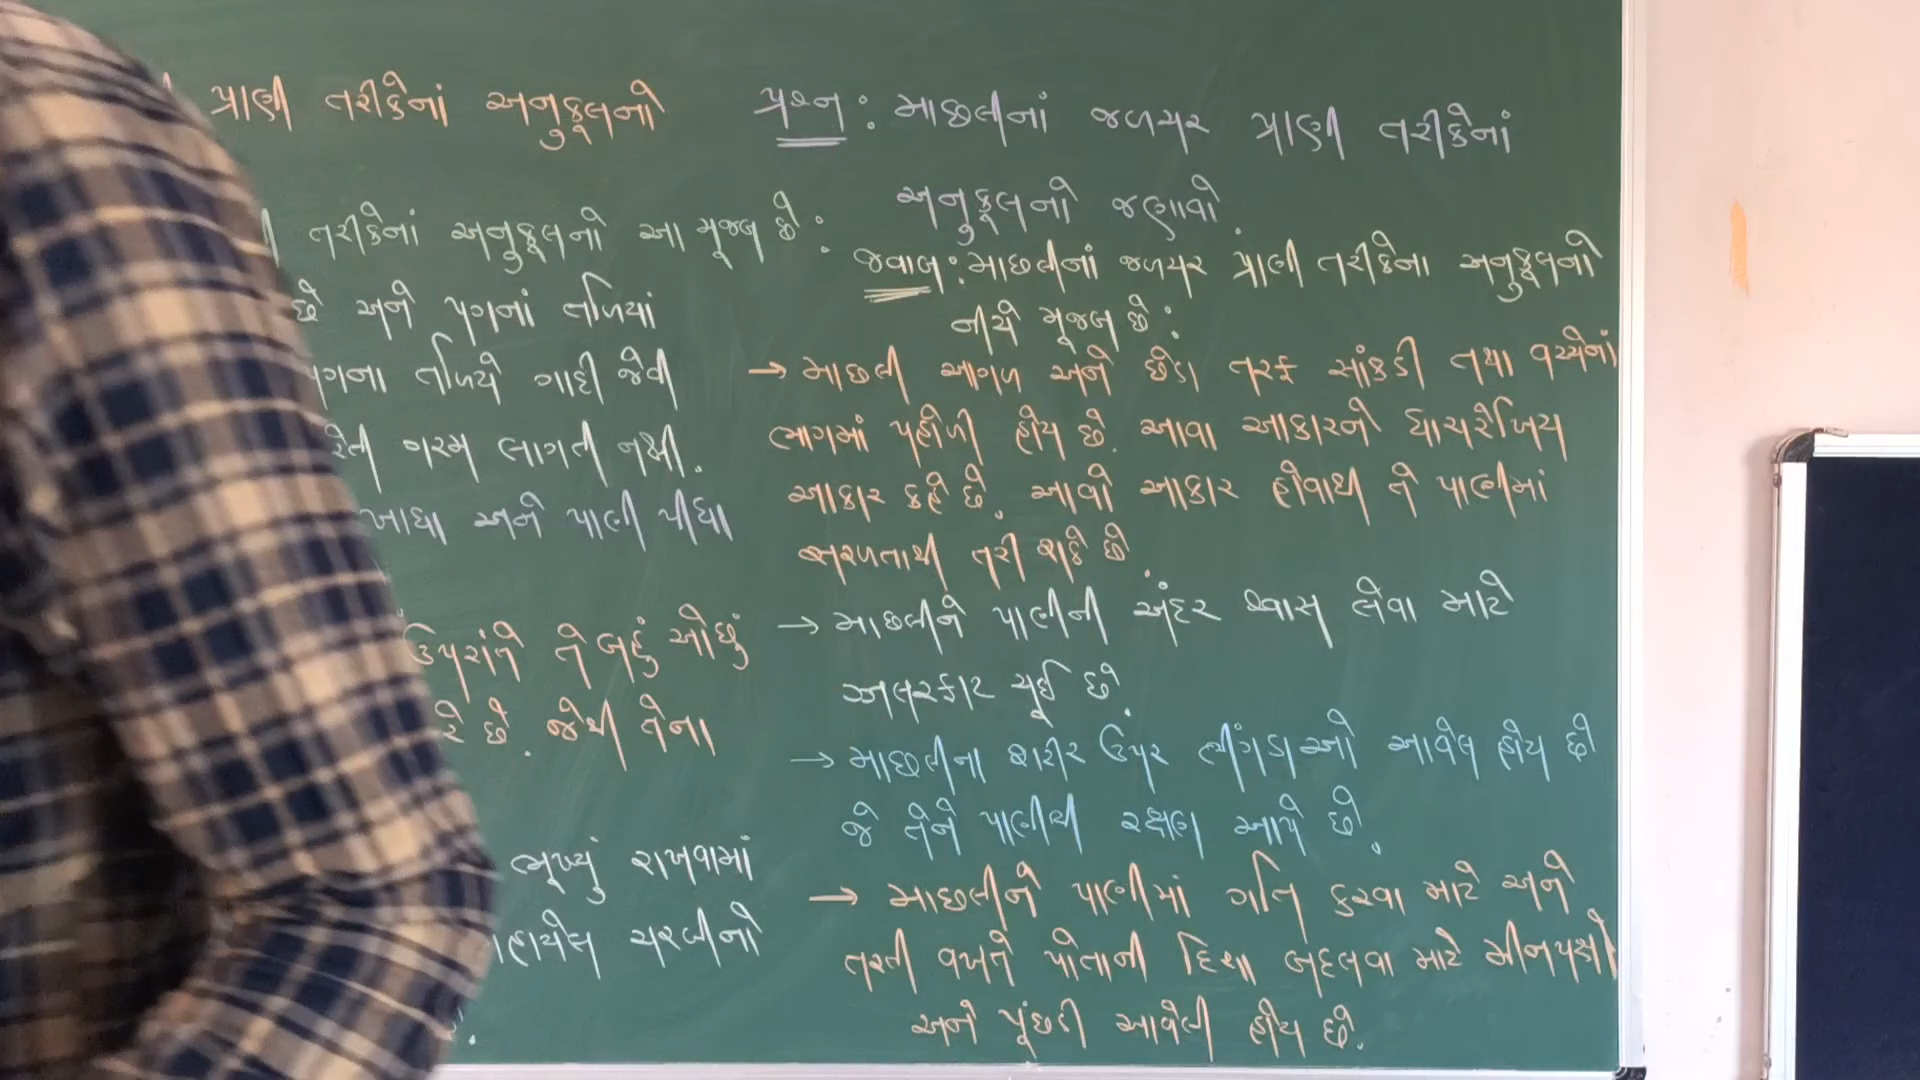 પ્રાણી તરીકેનાં અનુકૂલનો
તરીકેનાં અનુકૂલનો આ મૂજબ છે :
છે અને પગનાં તળિયાં
પગના તળિયે ગાદી જેવી
રેતી ગરમ લાગતી નથી.
ખાધા અને પાણી પીધા
ઉપરાંત તે બહું ઓછું
છે. જેથી તેના
ભૂખ્યું રાખવામાં
ચરબીનો
પ્રશ્ન : માછલીનાં જળચર પ્રાણી તરીકેનાં
અનુકૂલનો જણાવો.
જવાબ : માછલીનાં જળચર પ્રાણી તરીકેના અનુકૂલનો
નીચે મૂજબ છે :
→ માછલી આગળ અને છેડા તરફ સાંકડી તથા વચ્ચેનાં
ભાગમાં પહોળી હોય છે. આવા આકારને ધારારેખિય
આકાર કહે છે. આવો આકાર હોવાથી તે પાણીમાં
સરળતાથી તરી શકે છે.
→ માછલીને પાણીની અંદર શ્વાસ લેવા માટે
ઝાલરફાટ ચૂઈ છે.
→ માછલીના શરીર ઉપર ભીંગડાઓ આવેલ હોય છે
જે તેને પાણીથી રક્ષણ આપે છે.
→ માછલીને પાણીમાં ગતિ કરવા માટે અને
તરતી વખતે પોતાની દિશા બદલવા માટે મીનપક્ષો
અને પૂંછડી આવેલી હોય છે.